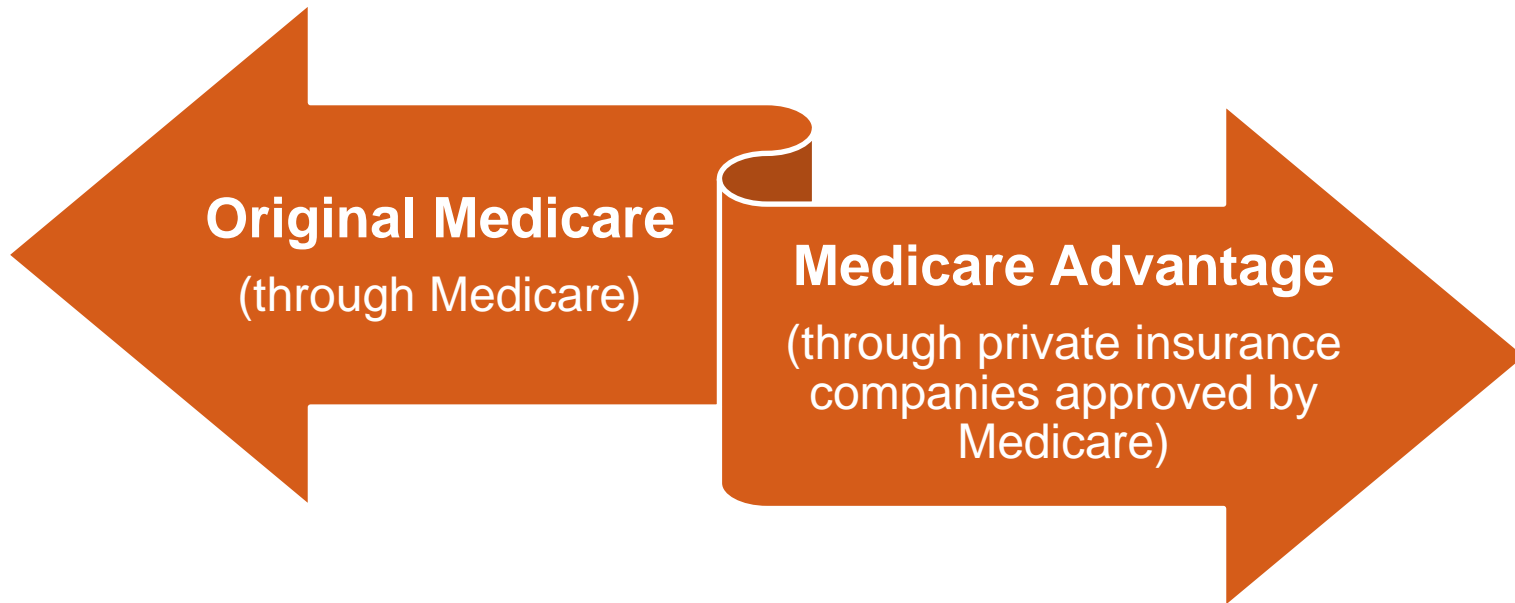 Original Medicare
(through Medicare)
Medicare Advantage
(through private insurance
companies approved by
Medicare)